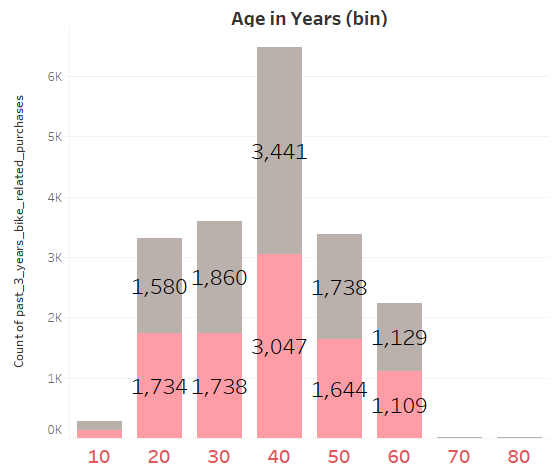 Age in Years (bin)
Count of past_3_years_bike_related_purchases
6K
5K
4K
3K
2K
1K
0K
3,441
1,580
1,860
1,738
1,129
3,047
1,734
1,738
1,644
1,109
10 20 30 40 50 60 70 80